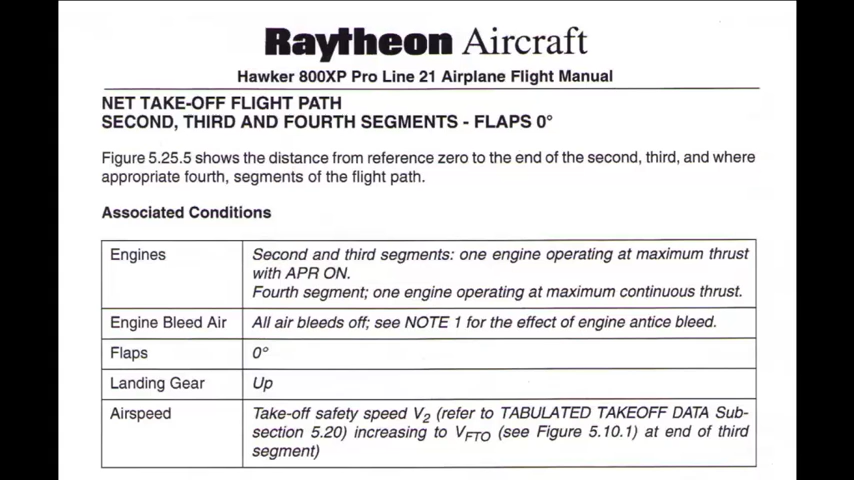 Raytheon Aircraft
Hawker 800XP Pro Line 21 Airplane Flight Manual
NET TAKE-OFF FLIGHT PATH
SECOND, THIRD AND FOURTH SEGMENTS - FLAPS 0°
Figure 5.25.5 shows the distance from reference zero to the end of the second, third, and where
appropriate fourth, segments of the flight path.
Associated Conditions
Engines
Second and third segments: one engine operating at maximum thrust
with APR ON.
Fourth segment; one engine operating at maximum continuous thrust.
Engine Bleed Air
All air bleeds off; see NOTE 1 for the effect of engine antice bleed.
Flaps
0°
Landing Gear
Up
Airspeed
Take-off safety speed V2 (refer to TABULATED TAKEOFF DATA Sub-
section 5.20) increasing to VFTO (see Figure 5.10.1) at end of third
segment)